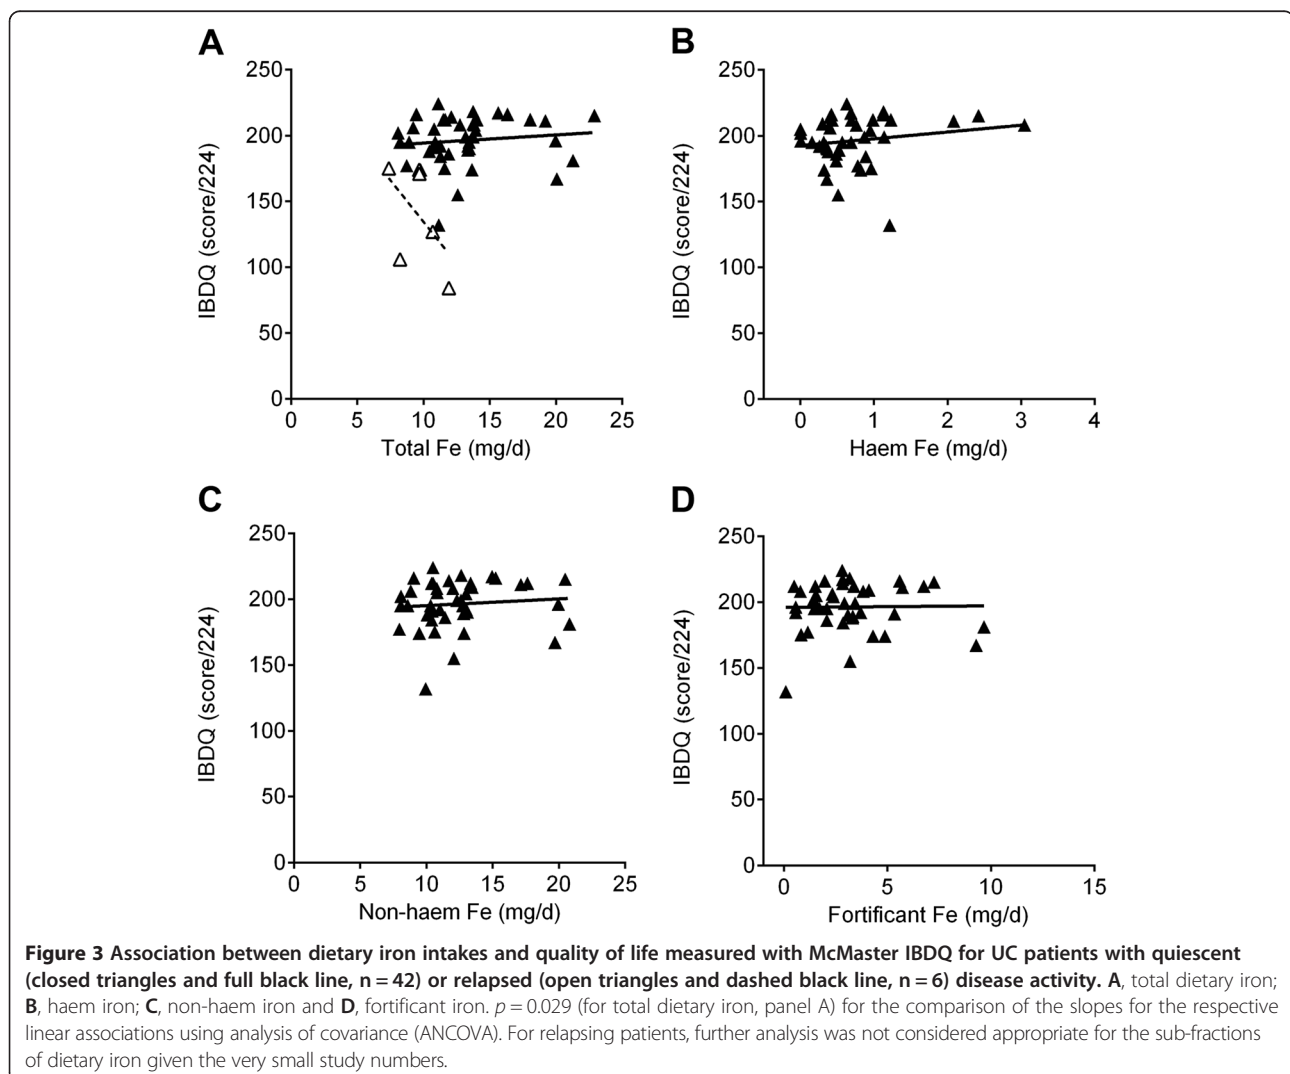 A
250
200
150
100
50
0
IBDQ (score/224)
0 5 10 15 20 25
Total Fe (mg/d)
B
250
200
150
100
50
0
IBDQ (score/224)
0 1 2 3 4
Haem Fe (mg/d)
C
250
200
150
100
50
0
IBDQ (score/224)
0 5 10 15 20 25
Non-haem Fe (mg/d)
D
250
200
150
100
50
0
IBDQ (score/224)
0 5 10 15
Fortificant Fe (mg/d)
Figure 3 Association between dietary iron intakes and quality of life measured with McMaster IBDQ for UC patients with quiescent
(closed triangles and full black line, n = 42) or relapsed (open triangles and dashed black line, n = 6) disease activity. A, total dietary iron;
B, haem iron; C, non-haem iron and D, fortificant iron. p = 0.029 (for total dietary iron, panel A) for the comparison of the slopes for the respective
linear associations using analysis of covariance (ANCOVA). For relapsing patients, further analysis was not considered appropriate for the sub-fractions
of dietary iron given the very small study numbers.